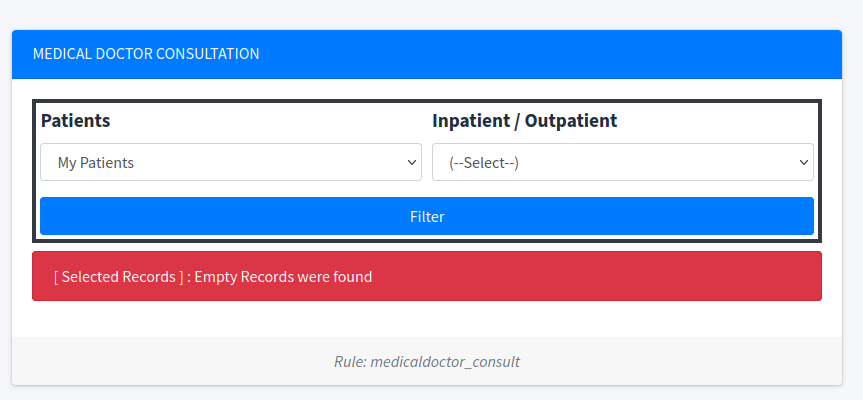 MEDICAL DOCTOR CONSULTATION
Patients
Inpatient / Outpatient
My Patients
(--Select--)
Filter
[ Selected Records ] : Empty Records were found
Rule: medicaldoctor_consult